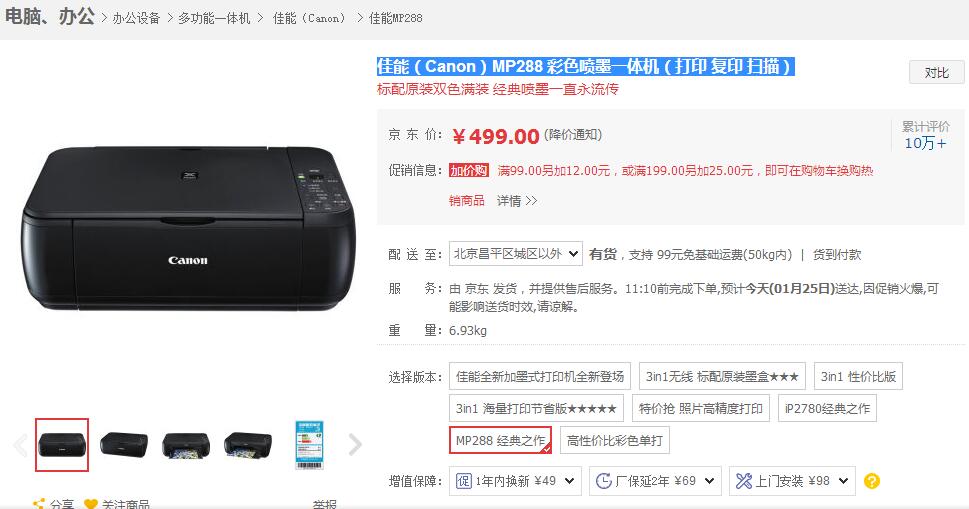 电脑、办公 > 办公设备 > 多功能一体机 > 佳能（Canon） > 佳能MP288
佳能（Canon）MP288 彩色喷墨一体机（打印 复印 扫描）
对比
标配原装双色满装 经典喷墨一直永流传
京东价： ￥499.00 (降价通知)
累计评价
10万+
促销信息： 加价购 满99.00另加12.00元，或满199.00另加25.00元，即可在购物车换购热
销商品 详情 >>
Canon
配送至： 北京昌平区城区以外 有货，支持 99元免基础运费(50kg内) | 货到付款
服务： 由 京东 发货，并提供售后服务。11:10前完成下单,预计今天(01月25日)送达,因促销火爆,可
能影响送货时效,请谅解。
重量： 6.93kg
选择版本： 佳能全新加墨式打印机全新登场 3in1无线 标配原装墨盒★★★ 3in1 性价比版
3in1 海量打印节省版★★★★★ 特价抢 照片高精度打印 iP2780经典之作
MP288 经典之作 高性价比彩色单打
增值保障： 促 1年内换新 ¥49 厂保延2年 ¥69 上门安装 ¥98 ?
分享 关注商品 举报